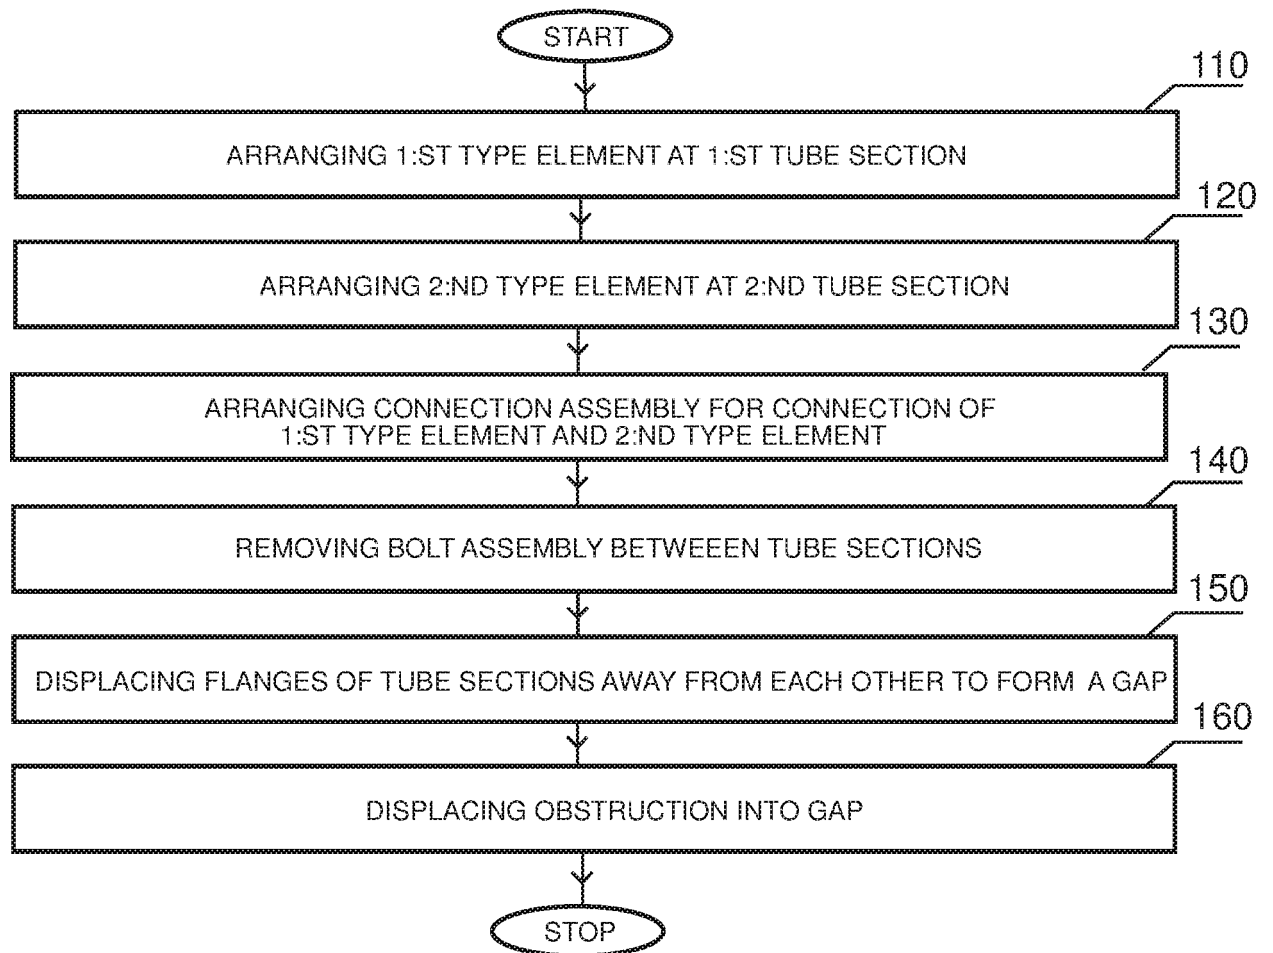 START
110
ARRANGING 1:ST TYPE ELEMENT AT 1:ST TUBE SECTION
120
ARRANGING 2:ND TYPE ELEMENT AT 2:ND TUBE SECTION
130
ARRANGING CONNECTION ASSEMBLY FOR CONNECTION OF
1:ST TYPE ELEMENT AND 2:ND TYPE ELEMENT
140
REMOVING BOLT ASSEMBLY BETWEEEN TUBE SECTIONS
150
DISPLACING FLANGES OF TUBE SECTIONS AWAY FROM EACH OTHER TO FORM A GAP
160
DISPLACING OBSTRUCTION INTO GAP
STOP